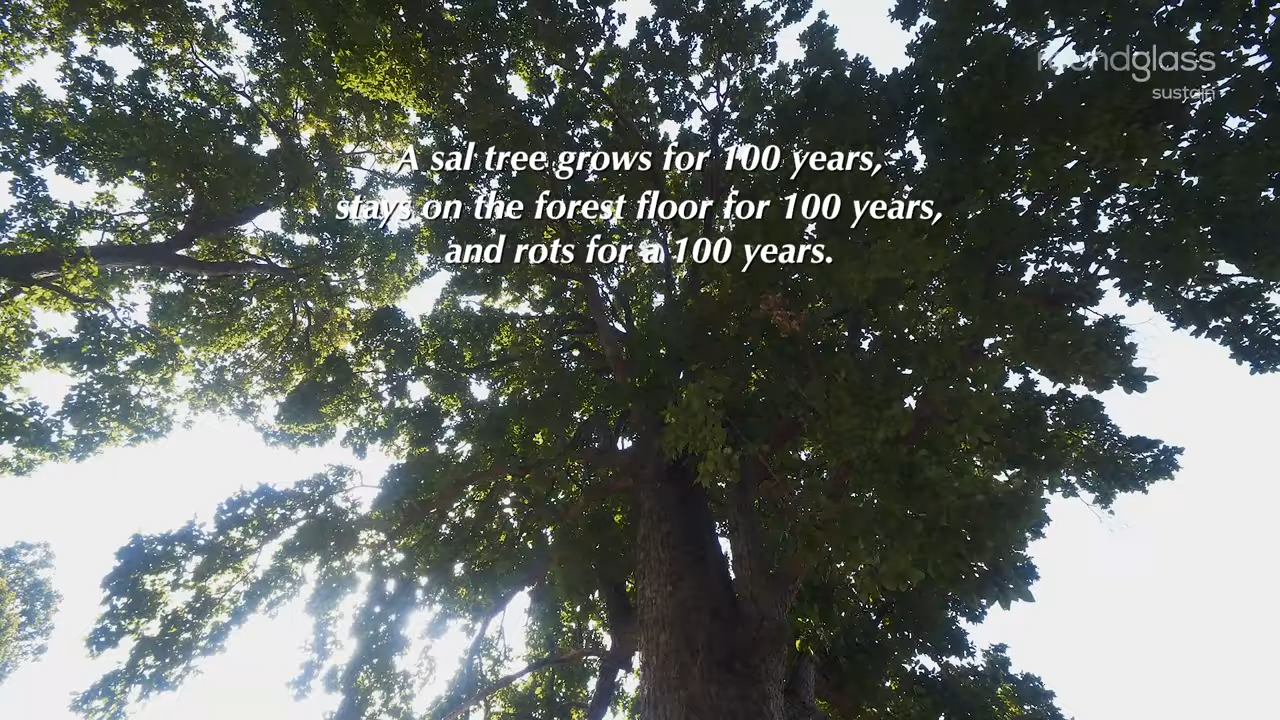 roundglass
sustain
A sal tree grows for 100 years,
stays on the forest floor for 100 years,
and rots for a 100 years.